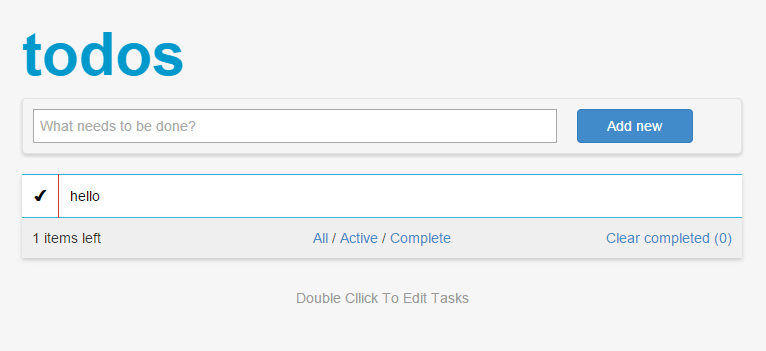 todos
What needs to be done?
Add new
✔ hello
1 items left
All / Active / Complete
Clear completed (0)
Double Cllick To Edit Tasks